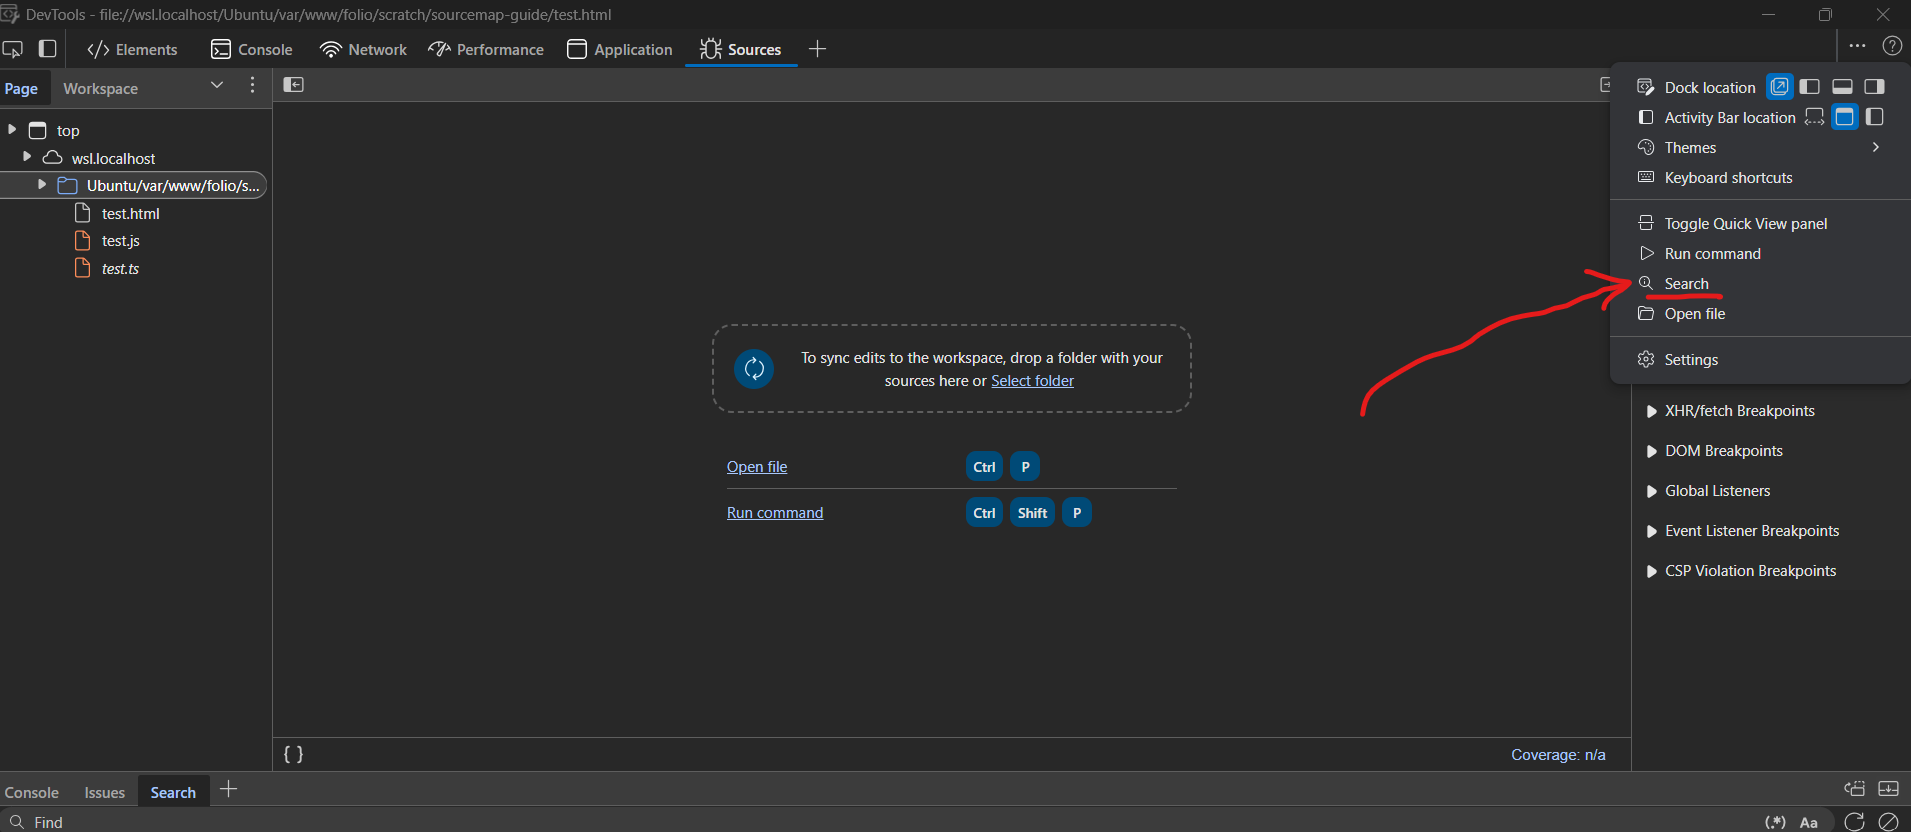 DevTools - file://wsl.localhost/Ubuntu/var/www/folio/scratch/sourcemap-guide/test.html
Elements Console Network Performance Application Sources
Page Workspace
top
wsl.localhost
Ubuntu/var/www/folio/s...
test.html
test.js
test.ts
To sync edits to the workspace, drop a folder with your
sources here or Select folder
Open file Ctrl P
Run command Ctrl Shift P
{ } Coverage: n/a
Dock location
Activity Bar location
Themes
Keyboard shortcuts
Toggle Quick View panel
Run command
Search
Open file
Settings
XHR/fetch Breakpoints
DOM Breakpoints
Global Listeners
Event Listener Breakpoints
CSP Violation Breakpoints
Console Issues Search
Find (.*) Aa